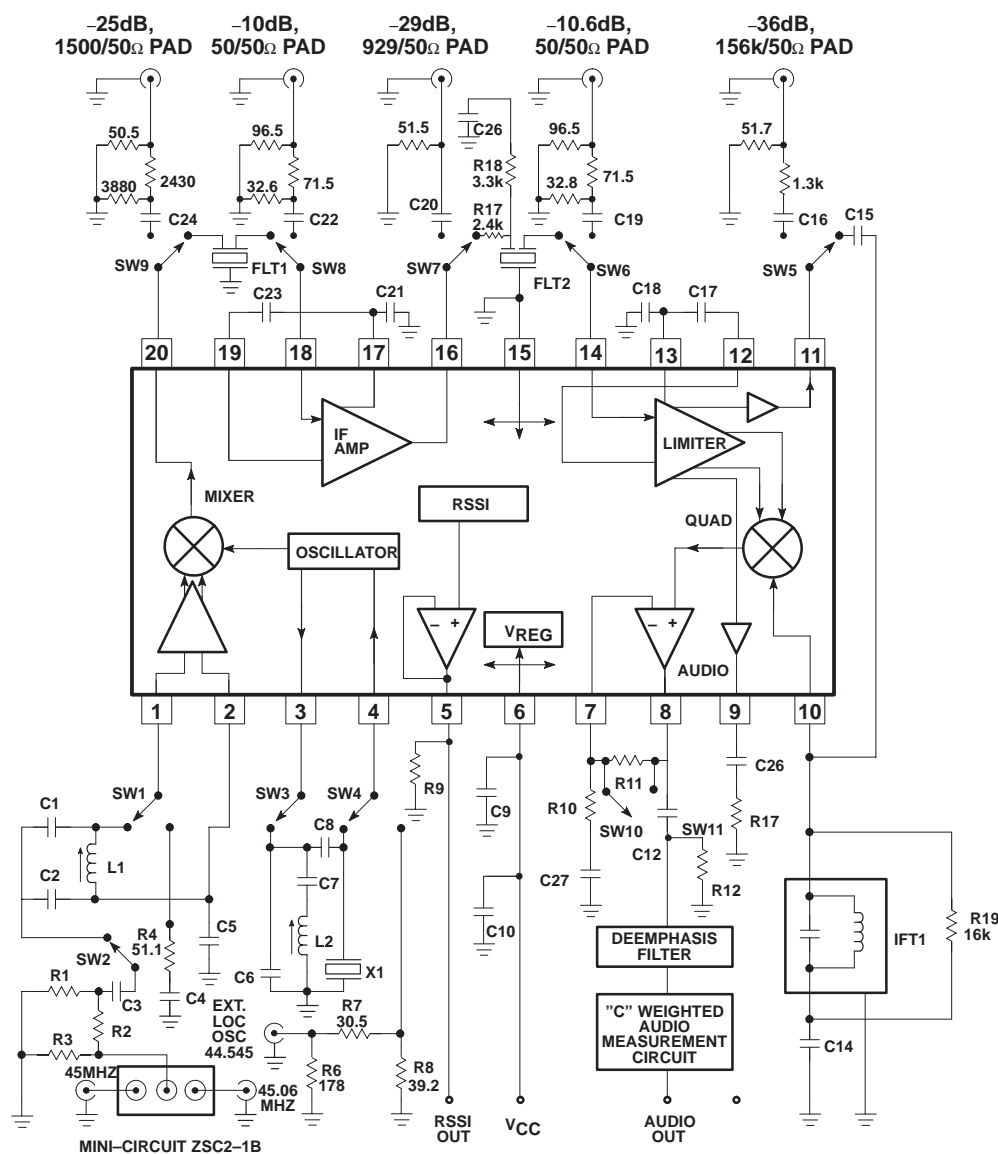 –25dB, –10dB, –29dB, –10.6dB, –36dB,
1500/50Ω PAD 50/50Ω PAD 929/50Ω PAD 50/50Ω PAD 156k/50Ω PAD
50.5 96.5 51.5 C26 96.5 51.7
R18
3.3k
3880 2430 32.6 71.5 32.8 71.5 1.3k
C24 C22 C20 R17 C19 C16 C15
2.4k
SW9 FLT1 SW8 SW7 FLT2 SW6 SW5
C23 C21 C18 C17
20 19 18 17 16 15 14 13 12 11
IF
AMP
LIMITER
MIXER
RSSI
QUAD
OSCILLATOR
– + VREG – +
AUDIO
1 2 3 4 5 6 7 8 9 10
C1 SW1 SW3 SW4 R9 C9 R10 R11 C26
C8 SW10 SW11 R17
C2 L1 C7 C12
C27 R12
R4
51.1
C5 L2 C10 R19
16k
SW2 C6 X1 DEEMPHASIS
FILTER
IFT1
R1 C3 C4 EXT.
LOC
OSC
44.545
R7
30.5
R2
R3 R6
178
R8
39.2
"C" WEIGHTED
AUDIO
MEASUREMENT
CIRCUIT
C14
45MHZ 45.06
MHZ
RSSI
OUT
VCC AUDIO
OUT
MINI–CIRCUIT ZSC2–1B